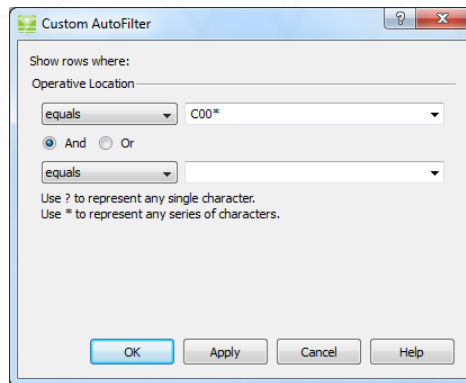 Custom AutoFilter
Show rows where:
Operative Location
equals C00*
And Or
equals
Use ? to represent any single character.
Use * to represent any series of characters.
OK Apply Cancel Help